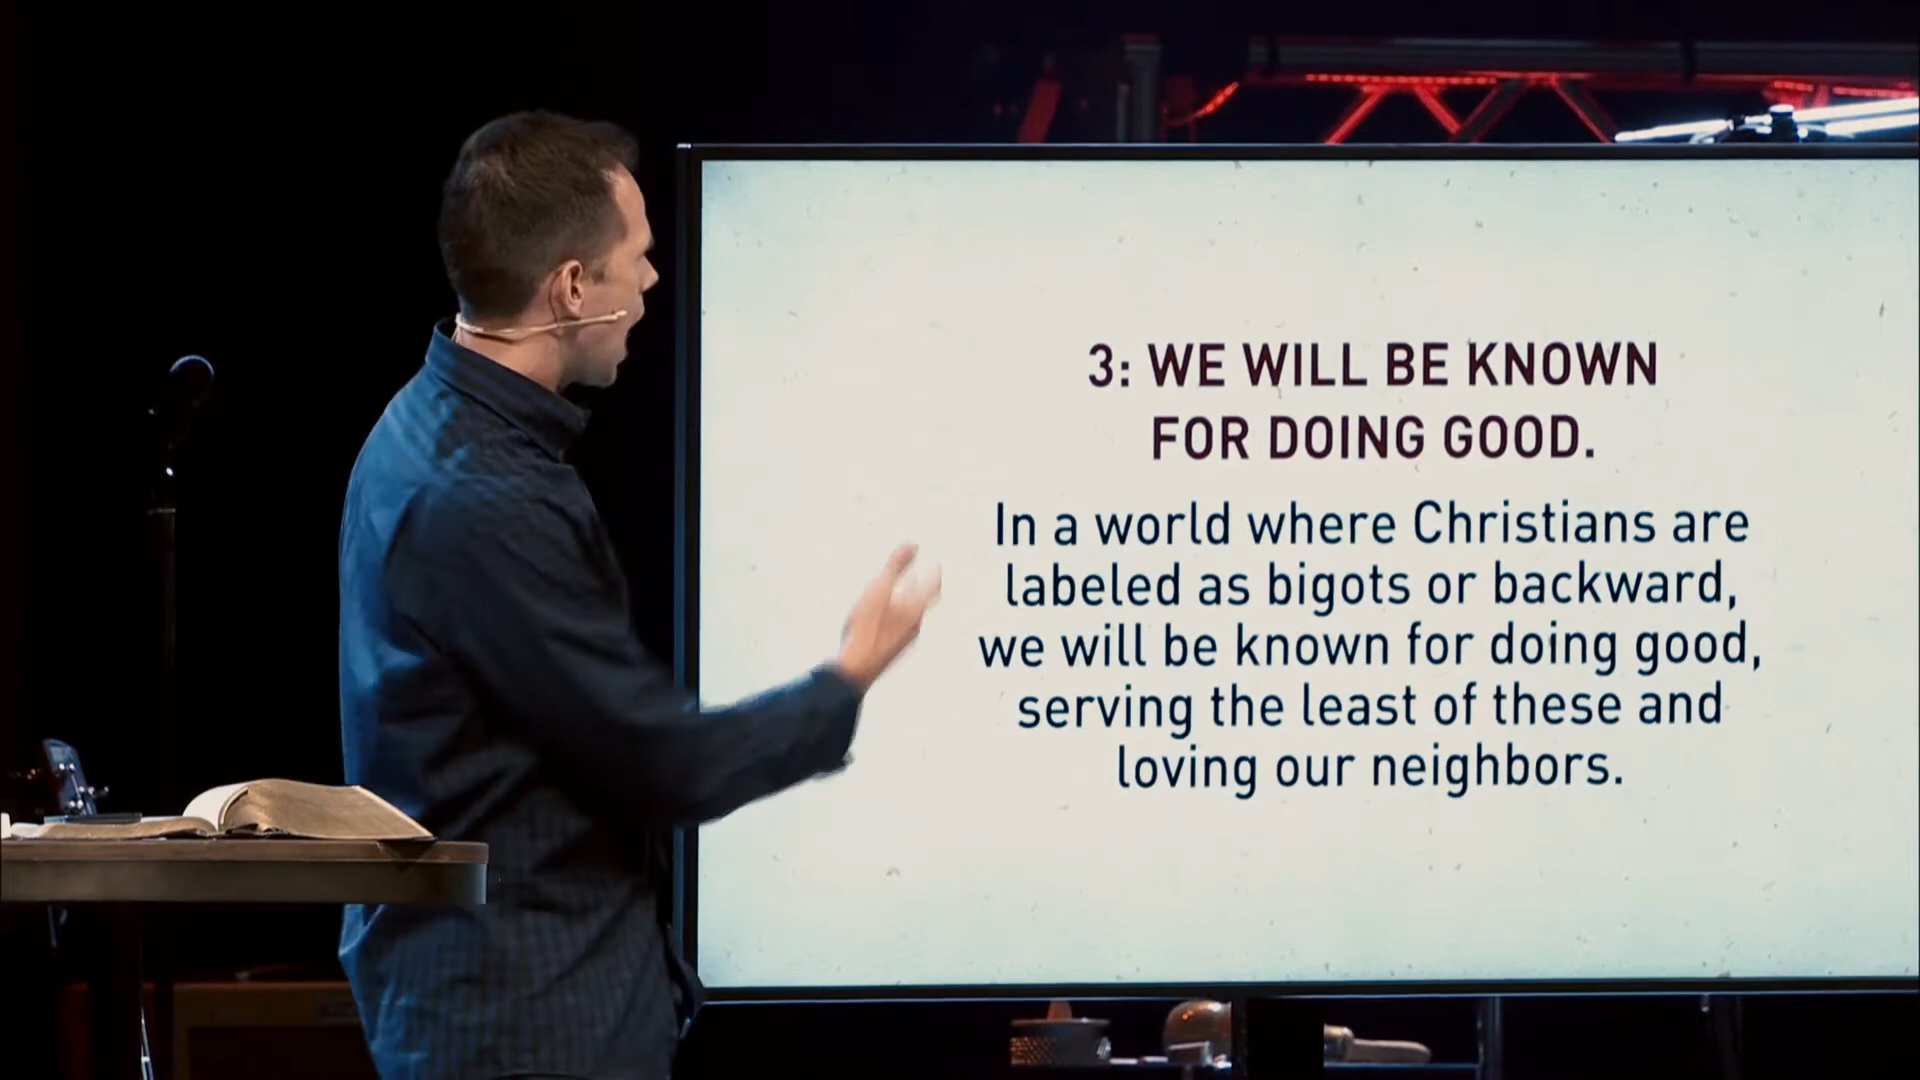 3: WE WILL BE KNOWN
FOR DOING GOOD.
In a world where Christians are
labeled as bigots or backward,
we will be known for doing good,
serving the least of these and
loving our neighbors.